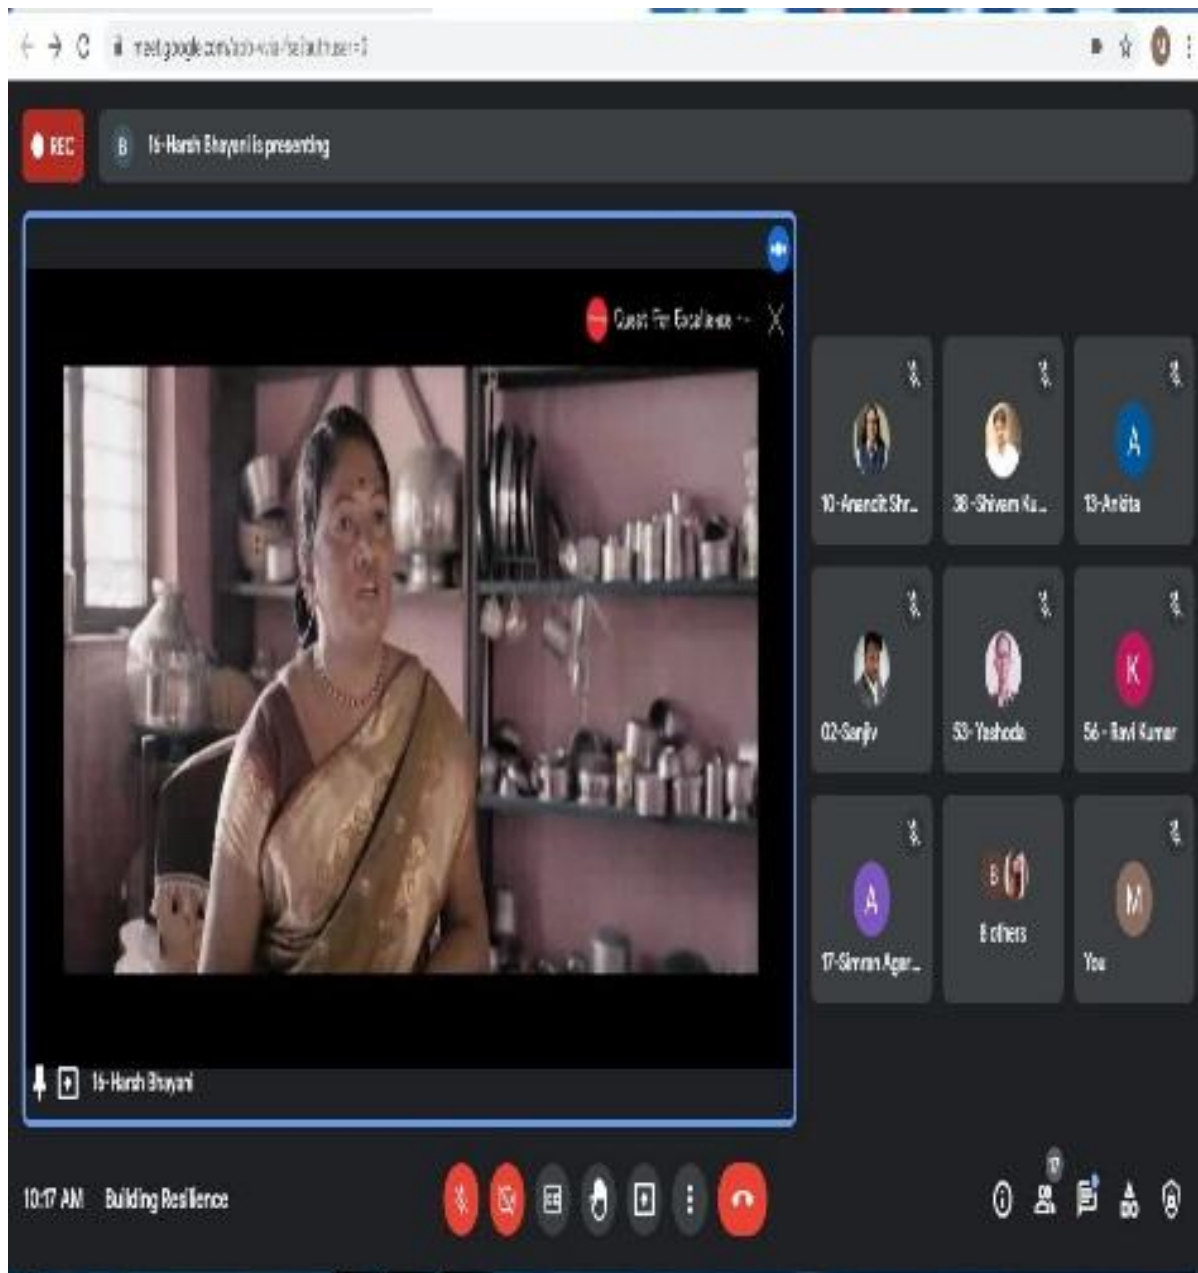 REC
B
16-Harsh Bhayani is presenting
Quest For Excellence
10-Anandit Shr...
38 -Shivam Ku...
A
13-Ankita
02-Sanjiv
53- Yashoda
K
56 - Ravi Kumar
A
17-Simran Agar...
B
8 others
M
You
16-Harsh Bhayani
10:17 AM Building Resilience
17